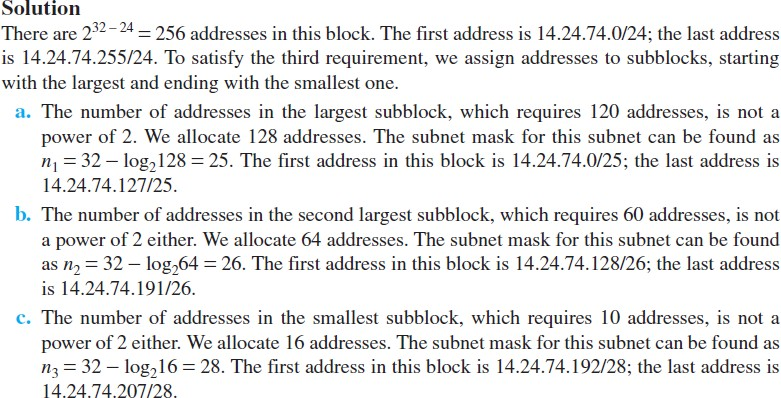 Solution
There are 2³²⁻²⁴ = 256 addresses in this block. The first address is 14.24.74.0/24; the last address
is 14.24.74.255/24. To satisfy the third requirement, we assign addresses to subblocks, starting
with the largest and ending with the smallest one.
a. The number of addresses in the largest subblock, which requires 120 addresses, is not a
power of 2. We allocate 128 addresses. The subnet mask for this subnet can be found as
n₁ = 32 – log₂128 = 25. The first address in this block is 14.24.74.0/25; the last address is
14.24.74.127/25.
b. The number of addresses in the second largest subblock, which requires 60 addresses, is not
a power of 2 either. We allocate 64 addresses. The subnet mask for this subnet can be found
as n₂ = 32 – log₂64 = 26. The first address in this block is 14.24.74.128/26; the last address
is 14.24.74.191/26.
c. The number of addresses in the smallest subblock, which requires 10 addresses, is not a
power of 2 either. We allocate 16 addresses. The subnet mask for this subnet can be found as
n₃ = 32 – log₂16 = 28. The first address in this block is 14.24.74.192/28; the last address is
14.24.74.207/28.